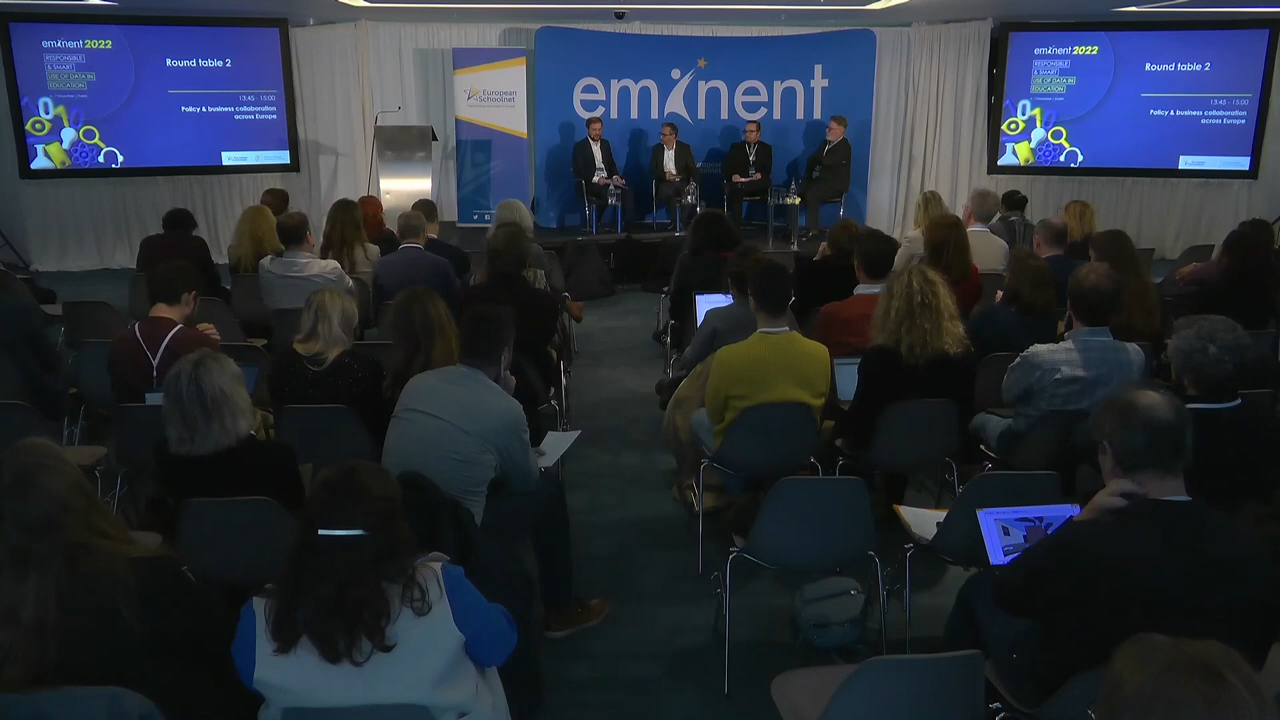 eminent 2022
RESPONSIBLE
& SMART
USE OF DATA IN
EDUCATION
Round table 2
13:45 - 15:00
Policy & business collaboration
across Europe
European
Schoolnet
eminent
eminent 2022
RESPONSIBLE
& SMART
USE OF DATA IN
EDUCATION
Round table 2
13:45 - 15:00
Policy & business collaboration
across Europe